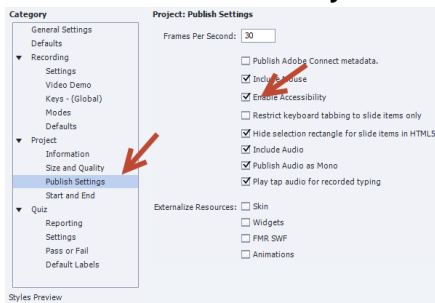 Category
General Settings
Defaults
Recording
Settings
Video Demo
Keys - (Global)
Modes
Defaults
Project
Information
Size and Quality
Publish Settings
Start and End
Quiz
Reporting
Settings
Pass or Fail
Default Labels
Styles Preview
Project: Publish Settings
Frames Per Second: 30
Publish Adobe Connect metadata.
Include Mouse
Enable Accessibility
Restrict keyboard tabbing to slide items only
Hide selection rectangle for slide items in HTML5
Include Audio
Publish Audio as Mono
Play tap audio for recorded typing
Externalize Resources: Skin
Widgets
FMR SWF
Animations